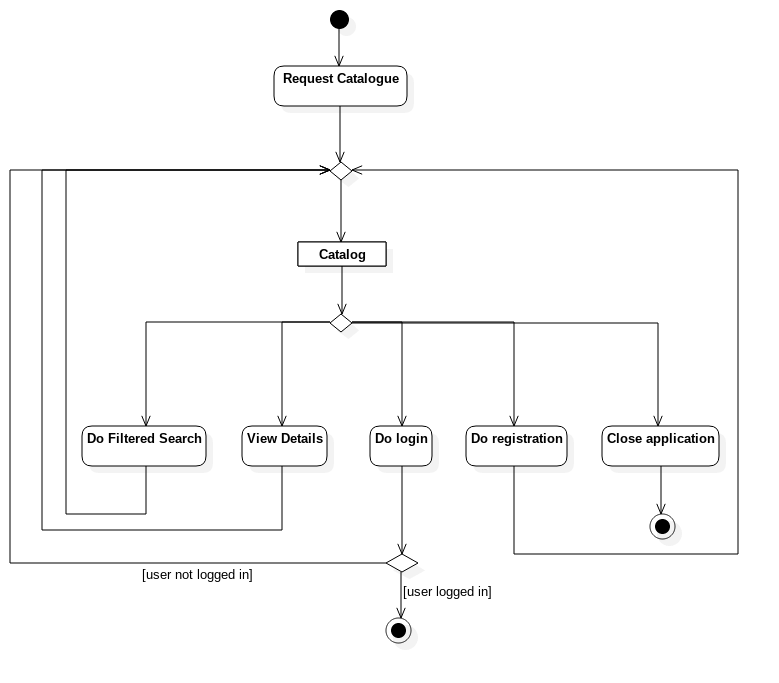 Request Catalogue
Catalog
Do Filtered Search
View Details
Do login
Do registration
Close application
[user not logged in]
[user logged in]